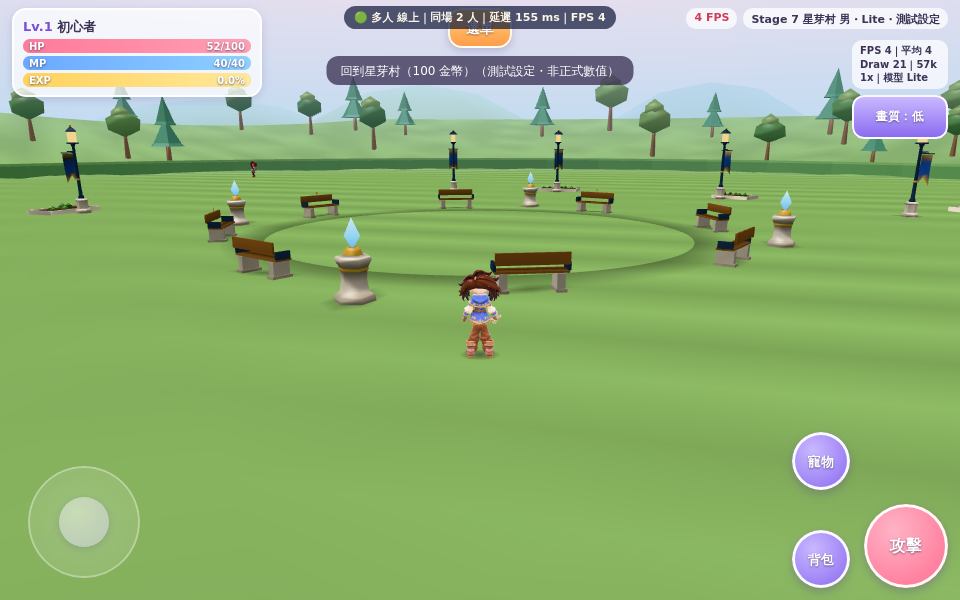 Lv.1 初心者
HP 52/100
MP 40/40
EXP 0.0%
多人 線上｜同場 2 人｜延遲 155 ms｜FPS 4
選單
4 FPS
Stage 7 星芽村 男・Lite・測試設定
回到星芽村（100 金幣）（測試設定・非正式數值）
FPS 4｜平均 4
Draw 21｜57k
1x｜模型 Lite
畫質：低
寵物
背包
攻擊